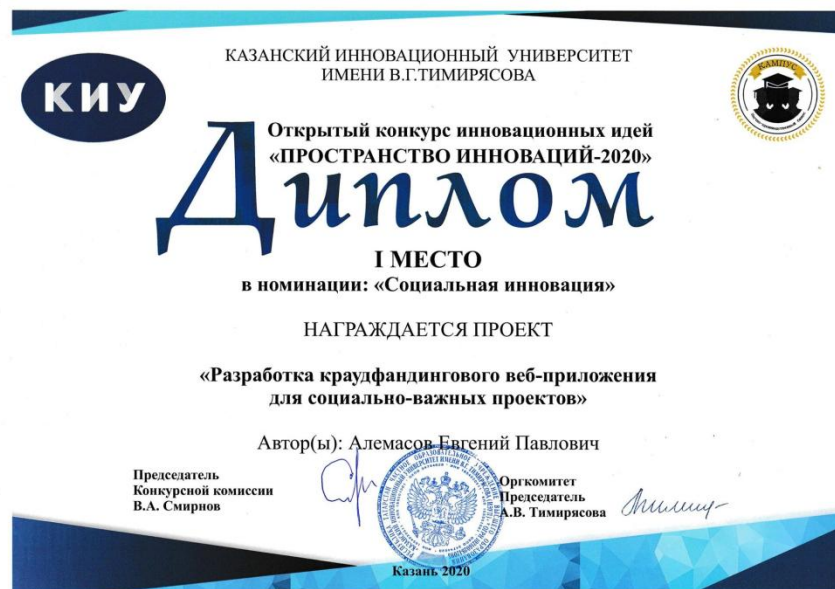 КАЗАНСКИЙ ИННОВАЦИОННЫЙ УНИВЕРСИТЕТ
ИМЕНИ В.Г.ТИМИРЯСОВА
КИУ
КАМПУС
Открытый конкурс инновационных идей
«ПРОСТРАНСТВО ИННОВАЦИЙ-2020»
Диплом
I МЕСТО
в номинации: «Социальная инновация»
НАГРАЖДАЕТСЯ ПРОЕКТ
«Разработка краудфандингового веб-приложения
для социально-важных проектов»
Автор(ы): Алемасов Евгений Павлович
Председатель
Конкурсной комиссии
В.А. Смирнов
Оргкомитет
Председатель
А.В. Тимирясова
Казань 2020